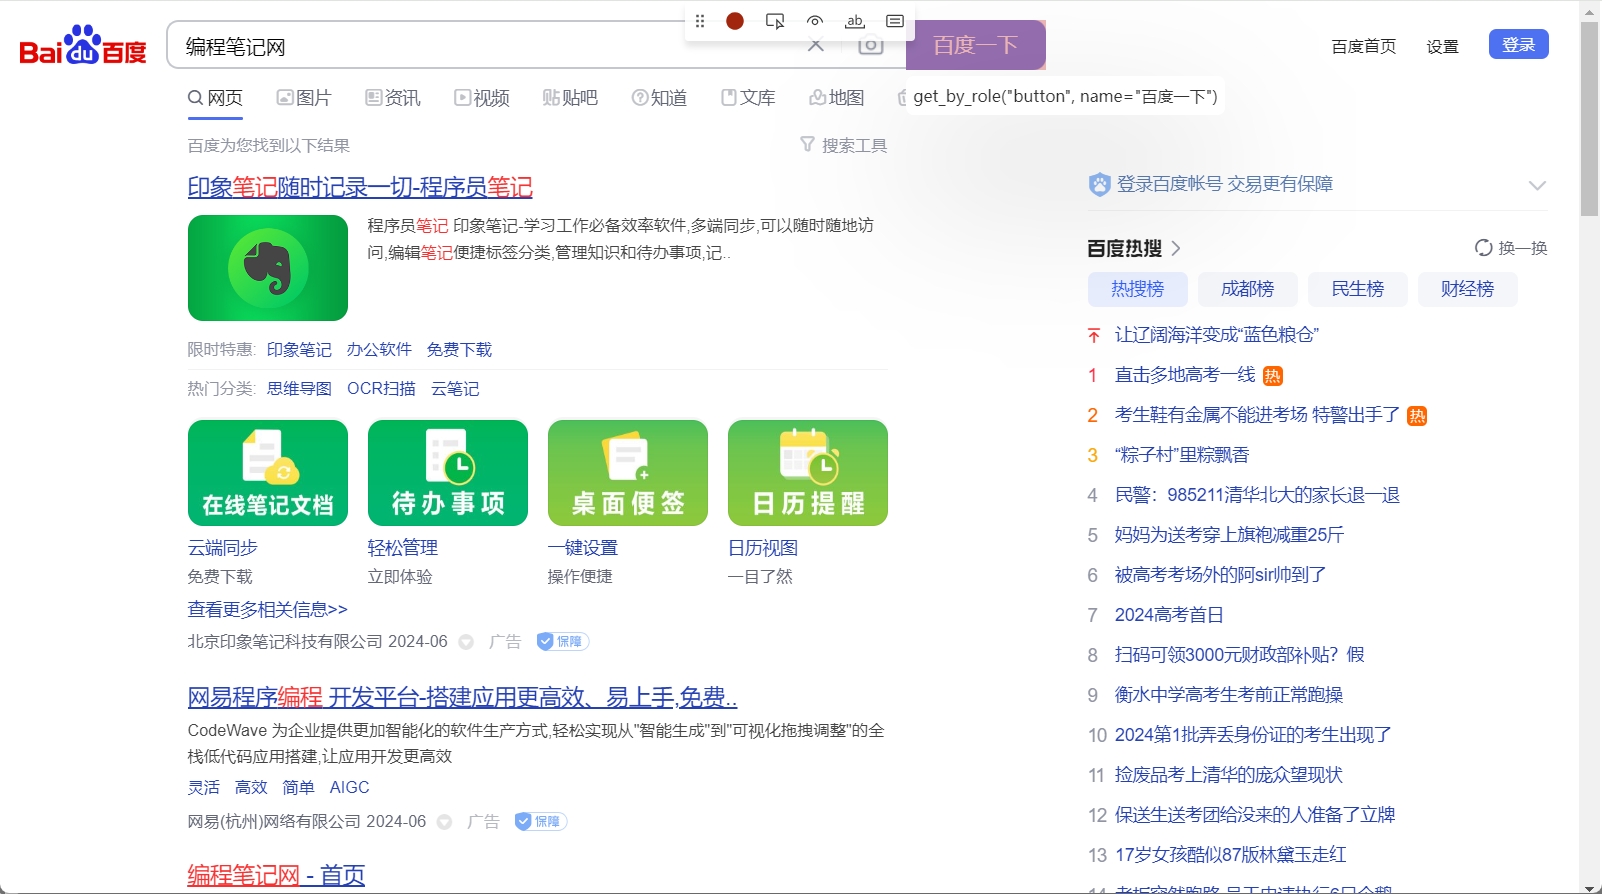 Bai du 百度
编程笔记网
百度一下
百度首页 设置 登录
网页 图片 资讯 视频 贴吧 知道 文库 地图
get_by_role("button", name="百度一下")
百度为您找到以下结果
搜索工具
印象笔记随时记录一切-程序员笔记
程序员笔记 印象笔记-学习工作必备效率软件,多端同步,可以随时随地访
问,编辑笔记便捷标签分类,管理知识和待办事项,记..
限时特惠: 印象笔记 办公软件 免费下载
热门分类: 思维导图 OCR扫描 云笔记
在线笔记文档 待办事项 桌面便签 日历提醒
云端同步 轻松管理 一键设置 日历视图
免费下载 立即体验 操作便捷 一目了然
查看更多相关信息>>
北京印象笔记科技有限公司 2024-06 广告 保障
网易程序编程 开发平台-搭建应用更高效、易上手,免费..
CodeWave 为企业提供更加智能化的软件生产方式,轻松实现从"智能生成"到"可视化拖拽调整"的全
栈低代码应用搭建,让应用开发更高效
灵活 高效 简单 AIGC
网易(杭州)网络有限公司 2024-06 广告 保障
编程笔记网 - 首页
登录百度帐号 交易更有保障
百度热搜
换一换
热搜榜 成都榜 民生榜 财经榜
让辽阔海洋变成“蓝色粮仓”
1 直击多地高考一线 热
2 考生鞋有金属不能进考场 特警出手了 热
3 “粽子村”里粽飘香
4 民警：985211清华北大的家长退一退
5 妈妈为送考穿上旗袍减重25斤
6 被高考考场外的阿sir帅到了
7 2024高考首日
8 扫码可领3000元财政部补贴？假
9 衡水中学高考生考前正常跑操
10 2024第1批弄丢身份证的考生出现了
11 捡废品考上清华的庞众望现状
12 保送生送考团给没来的人准备了立牌
13 17岁女孩酷似87版林黛玉走红